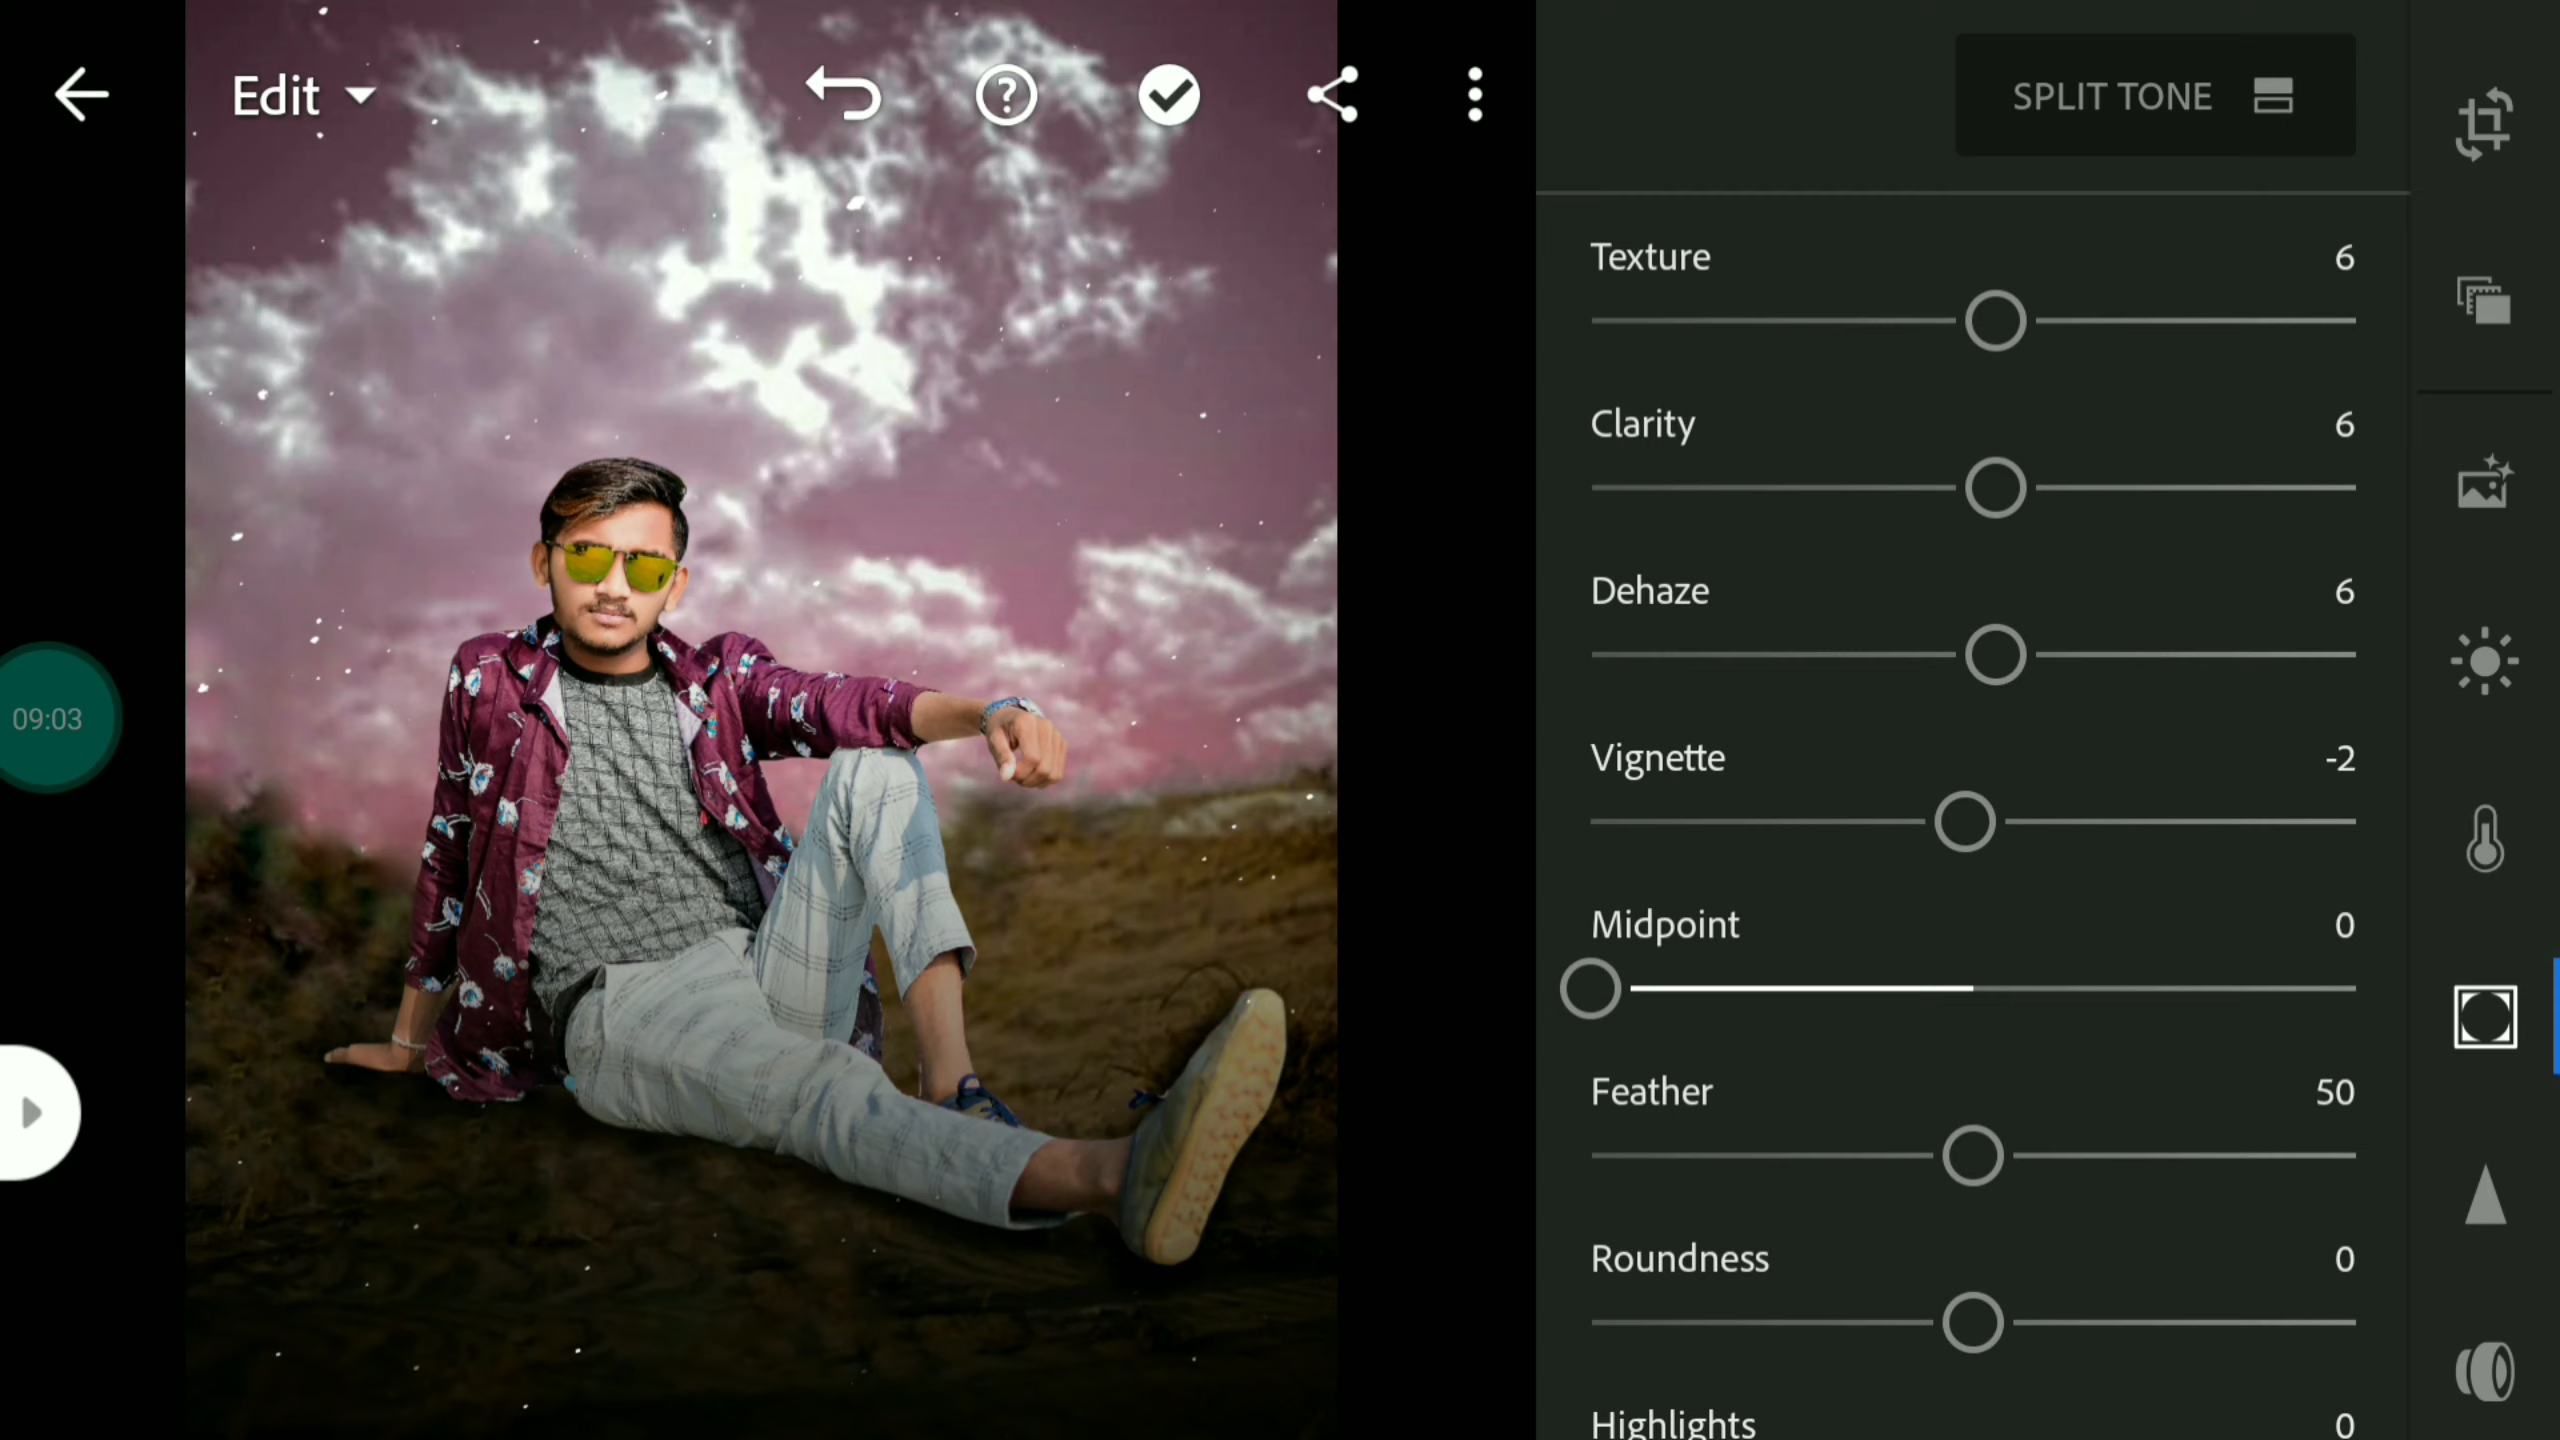 Edit
SPLIT TONE
Texture 6
Clarity 6
Dehaze 6
Vignette -2
09:03
Midpoint 0
Feather 50
Roundness 0
Highlights 0